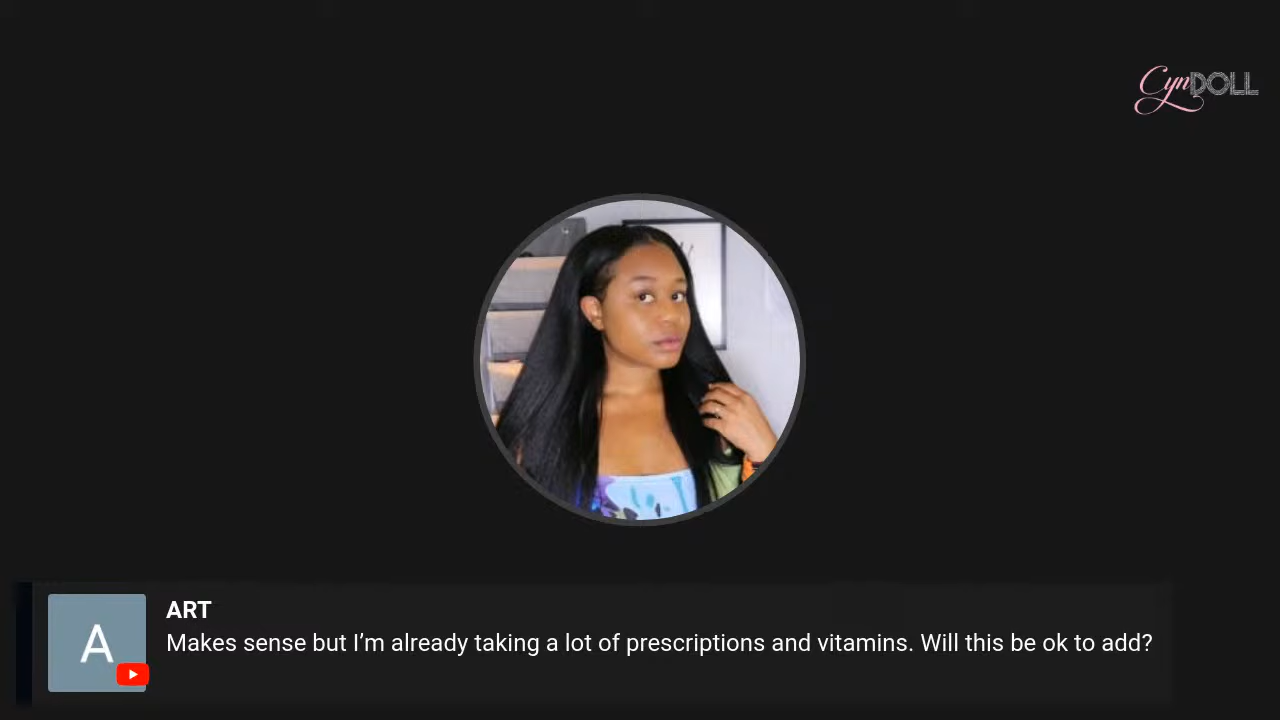 CynDOLL
ART
Makes sense but I’m already taking a lot of prescriptions and vitamins. Will this be ok to add?
A